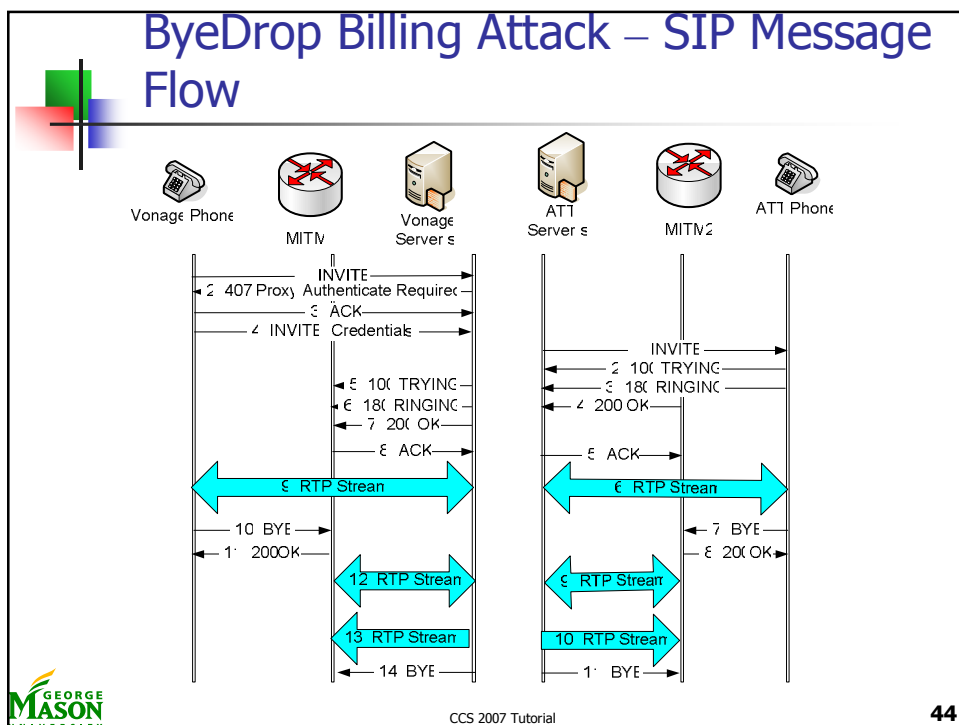 ByeDrop Billing Attack – SIP Message
Flow
Vonage Phone
MITM
Vonage
Server s
ATT
Server s
MITM2
ATT Phone
INVITE
2 407 Proxy Authenticate Required
3 ACK
4 INVITE Credentials
INVITE
2 100 TRYING
3 180 RINGING
4 200 OK
5 100 TRYING
6 180 RINGING
7 200 OK
8 ACK
5 ACK
9 RTP Stream
6 RTP Stream
10 BYE
7 BYE
11 200OK
8 200 OK
12 RTP Stream
9 RTP Stream
13 RTP Stream
10 RTP Stream
14 BYE
11 BYE
GEORGE
MASON
CCS 2007 Tutorial
44